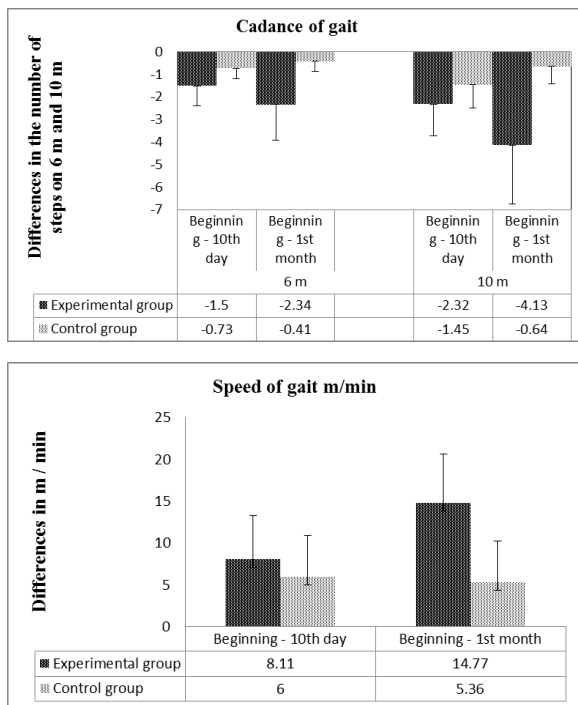 Cadance of gait
Differences in the number of
steps on 6 m and 10 m
0
-1
-2
-3
-4
-5
-6
-7
Beginnin Beginnin Beginnin Beginnin
g - 10th g - 1st g - 10th g - 1st
day month day month
6 m 10 m
Experimental group -1.5 -2.34 -2.32 -4.13
Control group -0.73 -0.41 -1.45 -0.64
Speed of gait m/min
Differences in m / min
25
20
15
10
5
0
Beginning - 10th day Beginning - 1st month
Experimental group 8.11 14.77
Control group 6 5.36